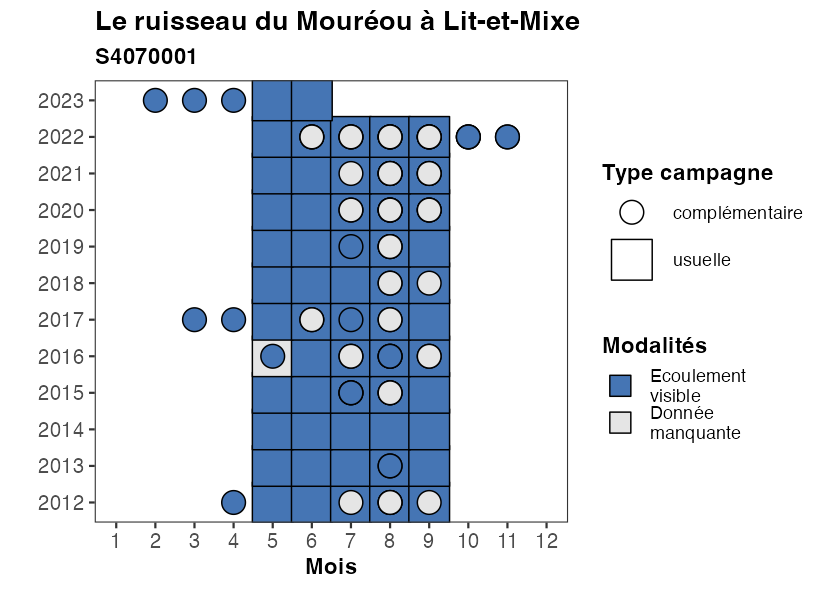 Le ruisseau du Mouréou à Lit-et-Mixe
S4070001
2023
2022
2021
2020
2019
2018
2017
2016
2015
2014
2013
2012
1 2 3 4 5 6 7 8 9 10 11 12
Mois
Type campagne
complémentaire
usuelle
Modalités
Ecoulement
visible
Donnée
manquante